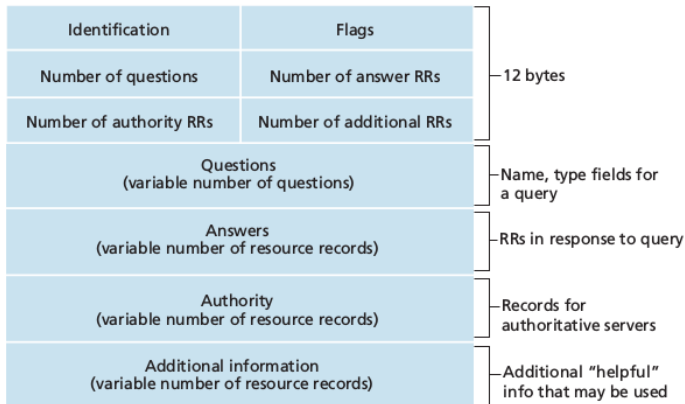 Identification
Flags
12 bytes
Number of questions
Number of answer RRs
Number of authority RRs
Number of additional RRs
Questions
(variable number of questions)
Name, type fields for
a query
Answers
(variable number of resource records)
RRs in response to query
Authority
(variable number of resource records)
Records for
authoritative servers
Additional information
(variable number of resource records)
Additional “helpful”
info that may be used